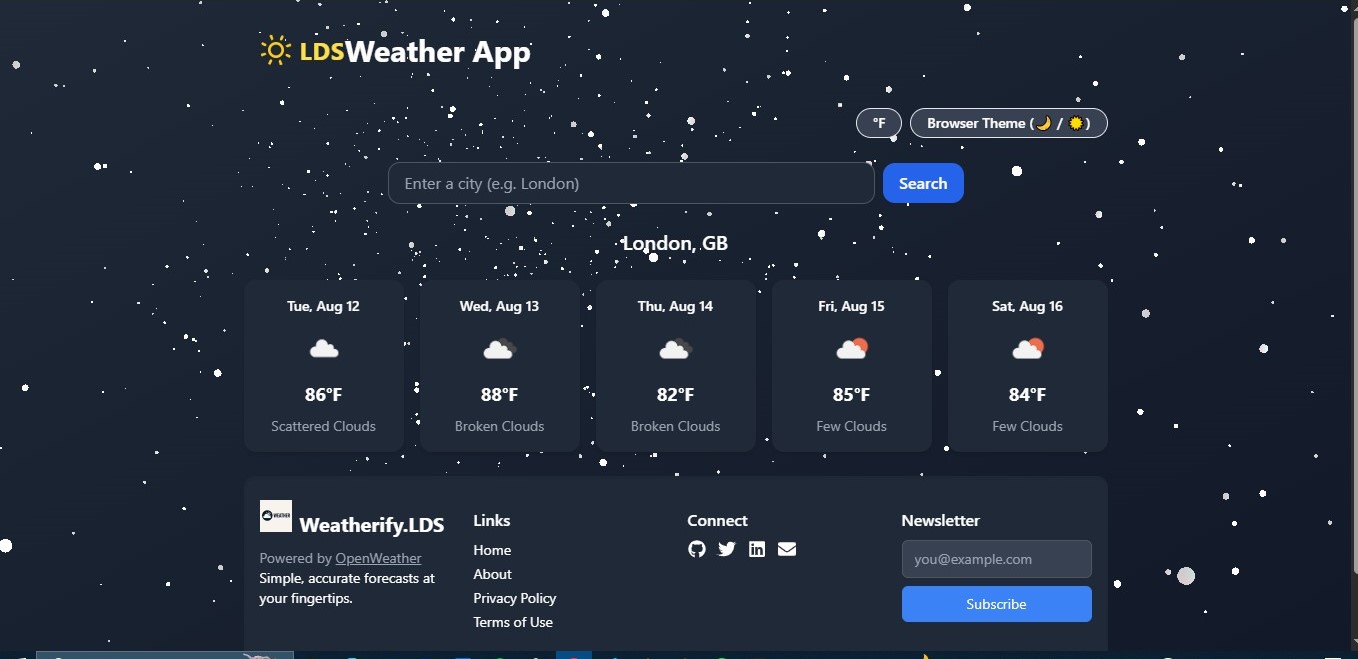 LDSWeather App
°F
Browser Theme (🌙 / ☀️)
Enter a city (e.g. London)
Search
London, GB
Tue, Aug 12
86°F
Scattered Clouds
Wed, Aug 13
88°F
Broken Clouds
Thu, Aug 14
82°F
Broken Clouds
Fri, Aug 15
85°F
Few Clouds
Sat, Aug 16
84°F
Few Clouds
WEATHER
Weatherify.LDS
Powered by OpenWeather
Simple, accurate forecasts at
your fingertips.
Links
Home
About
Privacy Policy
Terms of Use
Connect
Newsletter
you@example.com
Subscribe